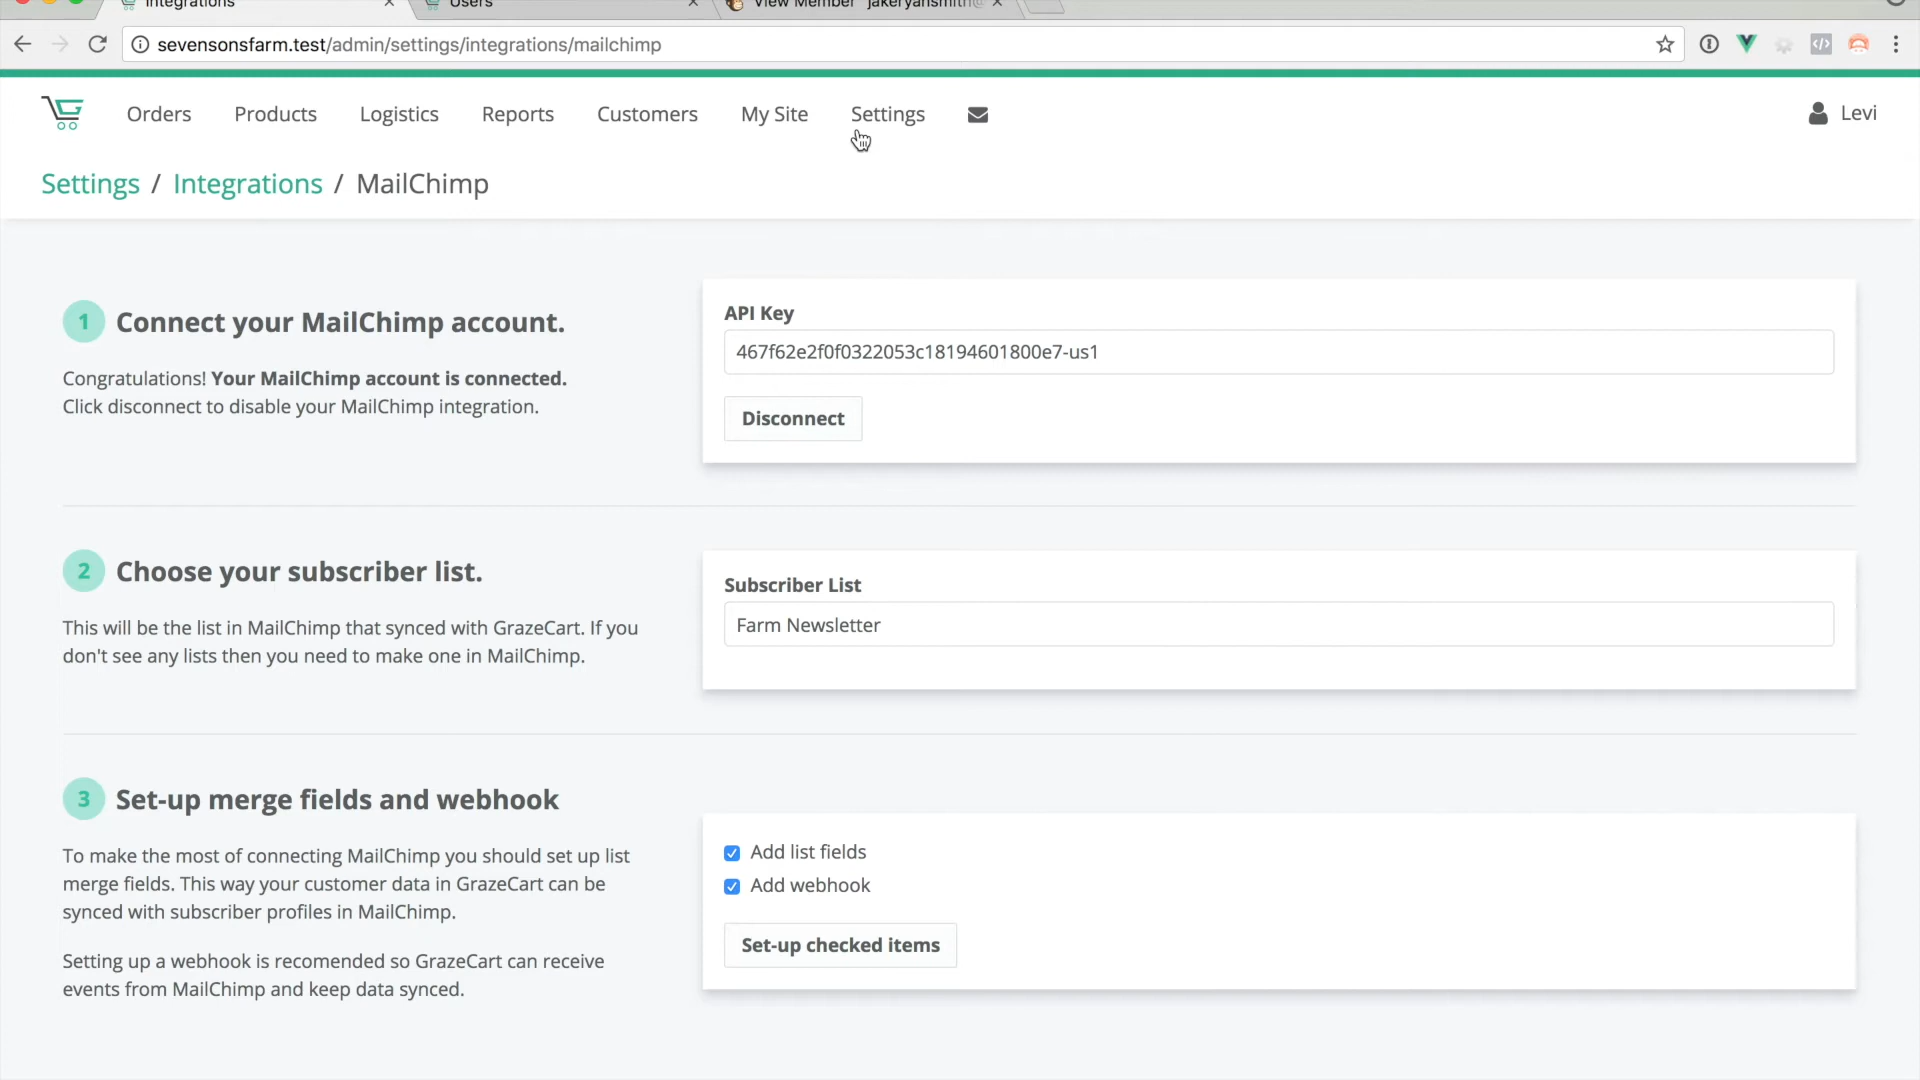 Integrations
Users
View Member
sevensonsfarm.test/admin/settings/integrations/mailchimp
Orders
Products
Logistics
Reports
Customers
My Site
Settings
Levi
Settings / Integrations / MailChimp
1 Connect your MailChimp account.
Congratulations! Your MailChimp account is connected.
Click disconnect to disable your MailChimp integration.
API Key
467f62e2f0f0322053c18194601800e7-us1
Disconnect
2 Choose your subscriber list.
This will be the list in MailChimp that synced with GrazeCart. If you
don't see any lists then you need to make one in MailChimp.
Subscriber List
Farm Newsletter
3 Set-up merge fields and webhook
To make the most of connecting MailChimp you should set up list
merge fields. This way your customer data in GrazeCart can be
synced with subscriber profiles in MailChimp.
Setting up a webhook is recomended so GrazeCart can receive
events from MailChimp and keep data synced.
Add list fields
Add webhook
Set-up checked items